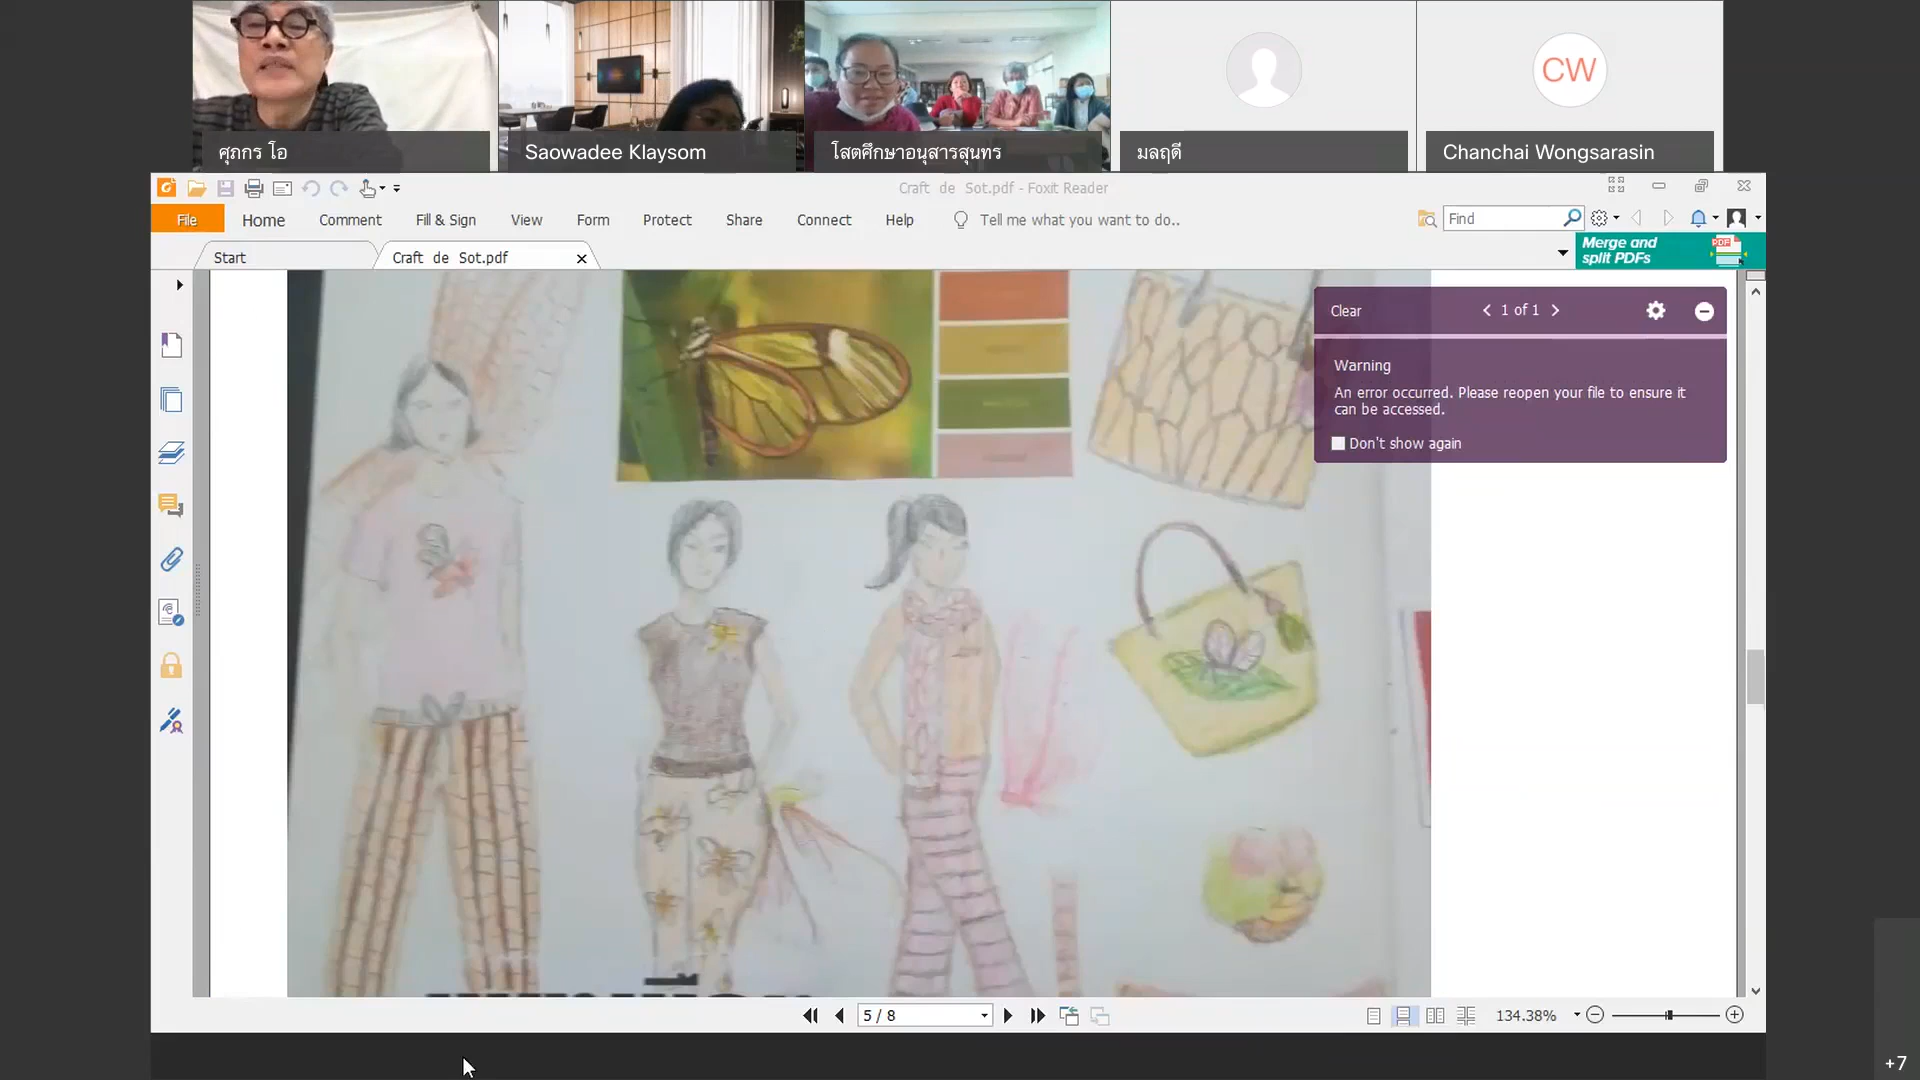 ศุภกร โอ
Saowadee Klaysom
โสตศึกษาอนุสารสุนทร
มลฤดี
CW
Chanchai Wongsarasin
Craft de Sot.pdf - Foxit Reader
File
Home
Comment
Fill & Sign
View
Form
Protect
Share
Connect
Help
Tell me what you want to do..
Find
Start
Craft de Sot.pdf
Merge and
split PDFs
PDF
Clear
1 of 1
Warning
An error occurred. Please reopen your file to ensure it
can be accessed.
Don't show again
5 / 8
134.38%
+7